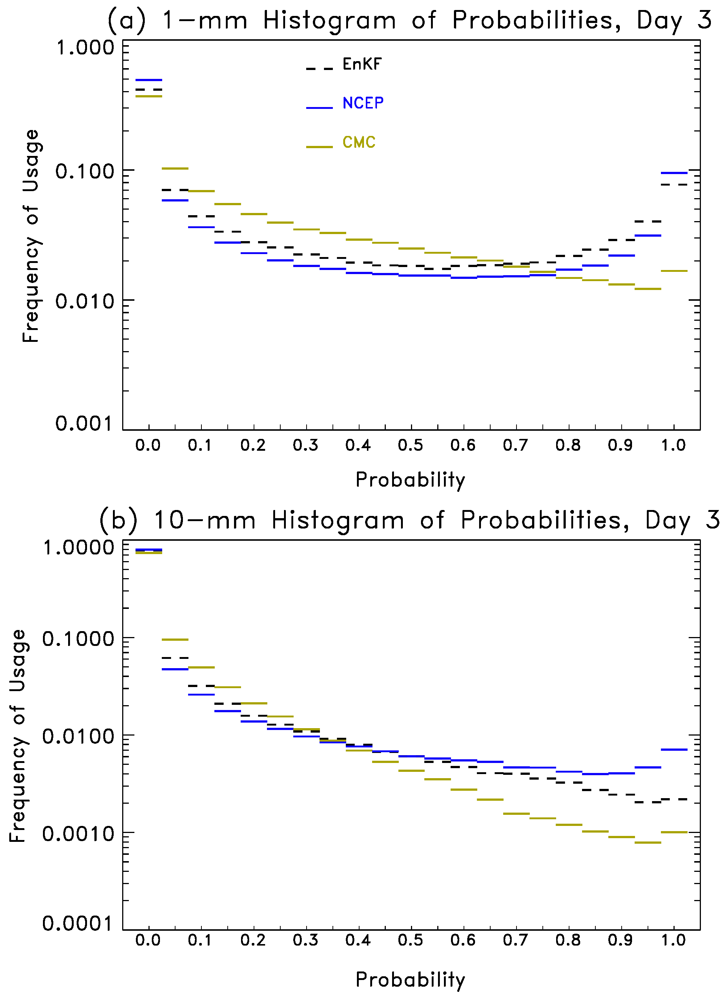 (a) 1-mm Histogram of Probabilities, Day 3
1.000
0.100
0.010
0.001
Frequency of Usage
EnKF
NCEP
CMC
0.0 0.1 0.2 0.3 0.4 0.5 0.6 0.7 0.8 0.9 1.0
Probability
(b) 10-mm Histogram of Probabilities, Day 3
1.0000
0.1000
0.0100
0.0010
0.0001
Frequency of Usage
0.0 0.1 0.2 0.3 0.4 0.5 0.6 0.7 0.8 0.9 1.0
Probability